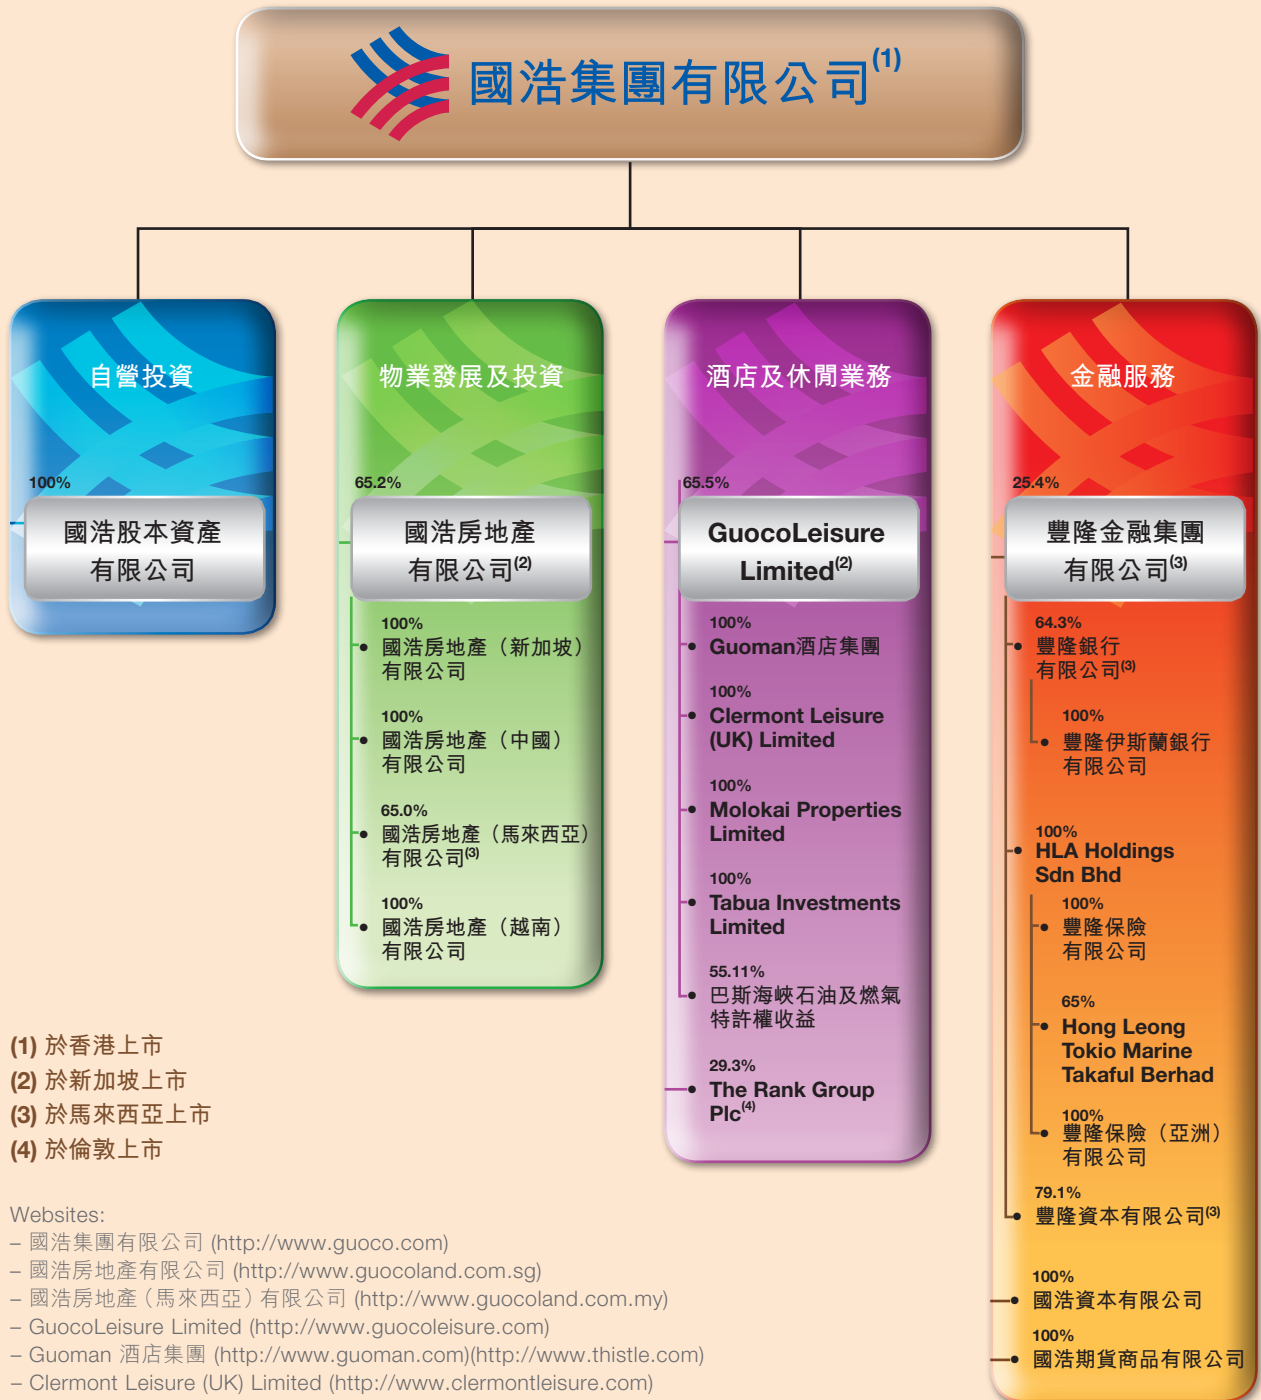 國浩集團有限公司(1)
自營投資
100%
國浩股本資產
有限公司
物業發展及投資
65.2%
國浩房地產
有限公司(2)
100%
國浩房地產（新加坡）
有限公司
100%
國浩房地產（中國）
有限公司
65.0%
國浩房地產（馬來西亞）
有限公司(3)
100%
國浩房地產（越南）
有限公司
酒店及休閒業務
65.5%
GuocoLeisure
Limited(2)
100%
Guoman酒店集團
100%
Clermont Leisure
(UK) Limited
100%
Molokai Properties
Limited
100%
Tabua Investments
Limited
55.11%
巴斯海峽石油及燃氣
特許權收益
29.3%
The Rank Group
Plc(4)
金融服務
25.4%
豐隆金融集團
有限公司(3)
64.3%
豐隆銀行
有限公司(3)
100%
豐隆伊斯蘭銀行
有限公司
100%
HLA Holdings
Sdn Bhd
100%
豐隆保險
有限公司
65%
Hong Leong
Tokio Marine
Takaful Berhad
100%
豐隆保險（亞洲）
有限公司
79.1%
豐隆資本有限公司(3)
100%
國浩資本有限公司
100%
國浩期貨商品有限公司
(1) 於香港上市
(2) 於新加坡上市
(3) 於馬來西亞上市
(4) 於倫敦上市
Websites:
– 國浩集團有限公司 (http://www.guoco.com)
– 國浩房地產有限公司 (http://www.guocoland.com.sg)
– 國浩房地產（馬來西亞）有限公司 (http://www.guocoland.com.my)
– GuocoLeisure Limited (http://www.guocoleisure.com)
– Guoman 酒店集團 (http://www.guoman.com)(http://www.thistle.com)
– Clermont Leisure (UK) Limited (http://www.clermontleisure.com)